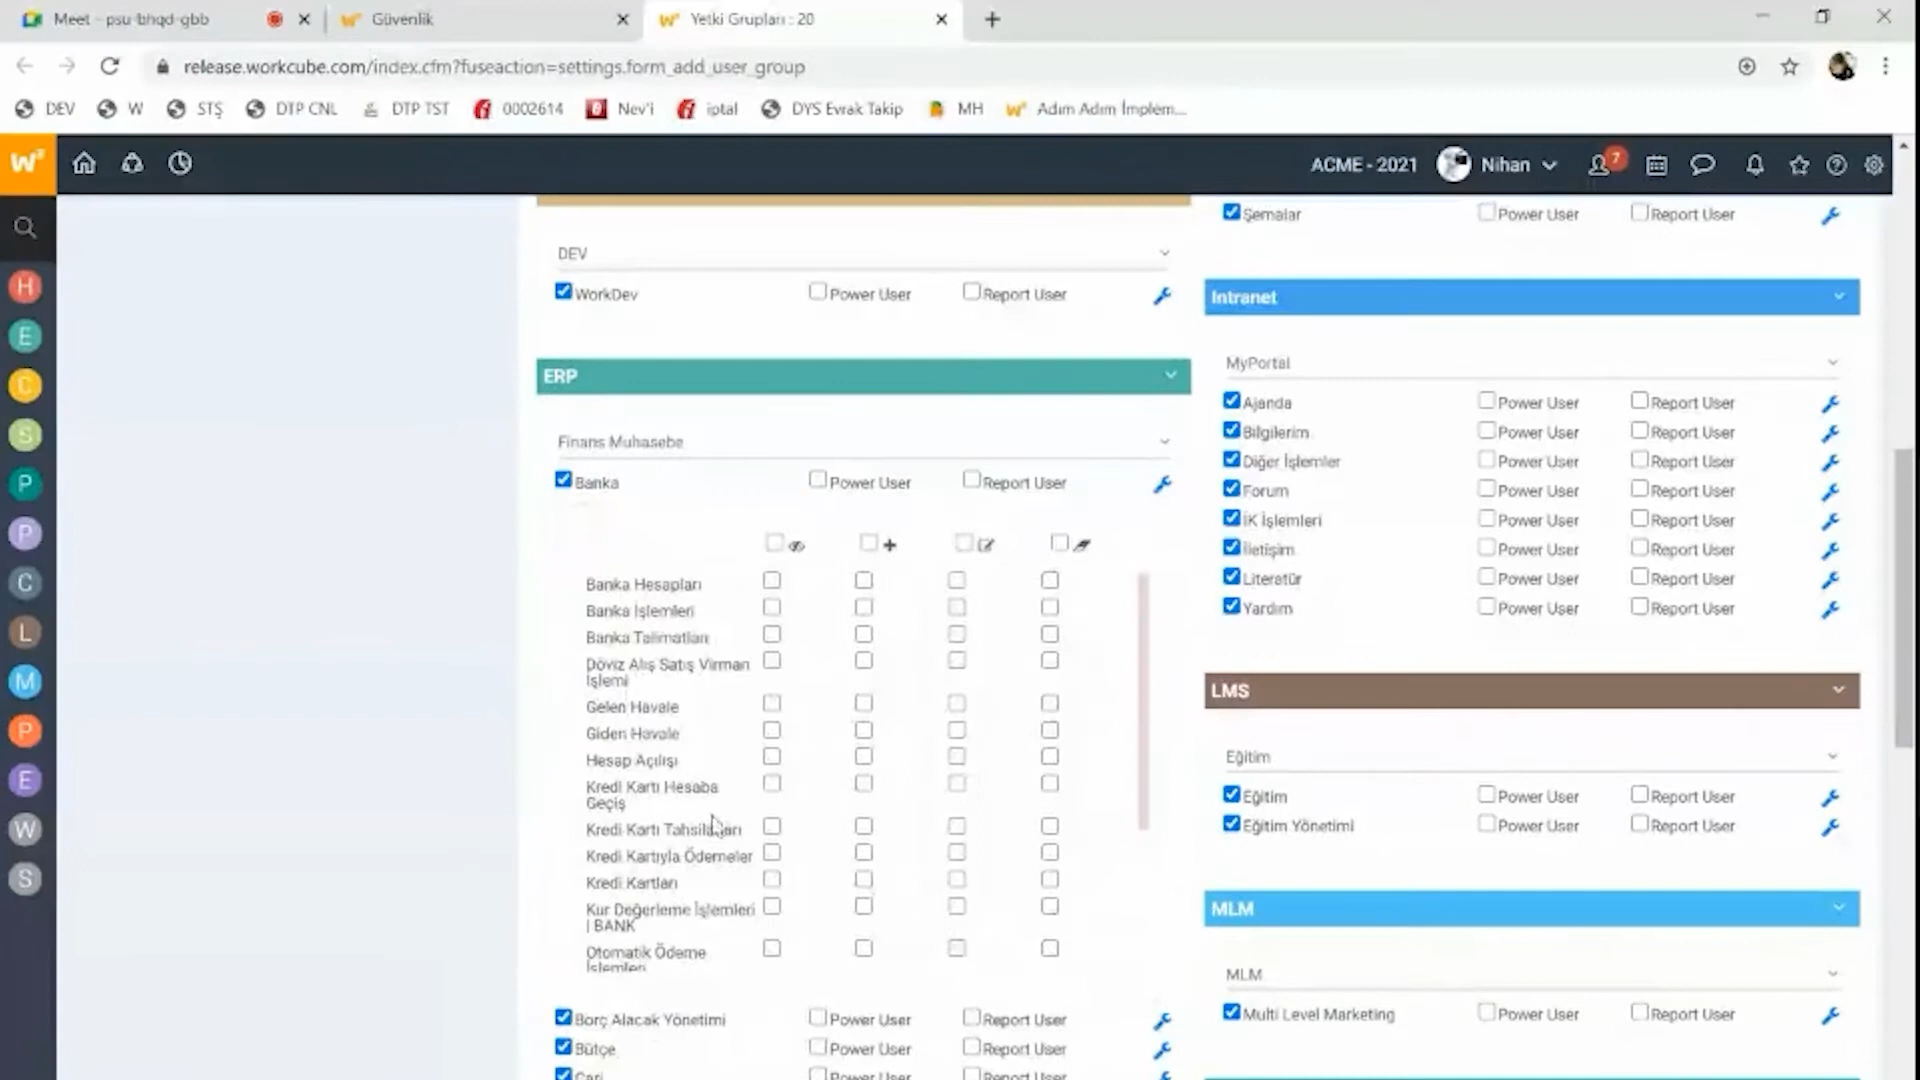 Meet - psu-bhqd-gbb
Güvenlik
Yetki Grupları : 20
release.workcube.com/index.cfm?fuseaction=settings.form_add_user_group
DEV
W
STŞ
DTP CNL
DTP TST
0002614
Nev'i
iptal
DYS Evrak Takip
MH
Adım Adım İmplem...
W³
ACME - 2021
Nihan
7
H
E
C
S
P
P
C
L
M
P
E
W
S
DEV
WorkDev Power User Report User
ERP
Finans Muhasebe
Banka Power User Report User
Banka Hesapları
Banka İşlemleri
Banka Talimatları
Döviz Alış Satış Virman
İşlemi
Gelen Havale
Giden Havale
Hesap Açılışı
Kredi Kartı Hesaba
Geçiş
Kredi Kartı Tahsilatları
Kredi Kartıyla Ödemeler
Kredi Kartları
Kur Değerleme İşlemleri
| BANK
Otomatik Ödeme
İşlemleri
Borç Alacak Yönetimi Power User Report User
Bütçe Power User Report User
Cari Power User Report User
Şemalar Power User Report User
Intranet
MyPortal
Ajanda Power User Report User
Bilgilerim Power User Report User
Diğer İşlemler Power User Report User
Forum Power User Report User
İK İşlemleri Power User Report User
İletişim Power User Report User
Literatür Power User Report User
Yardım Power User Report User
LMS
Eğitim
Eğitim Power User Report User
Eğitim Yönetimi Power User Report User
MLM
MLM
Multi Level Marketing Power User Report User